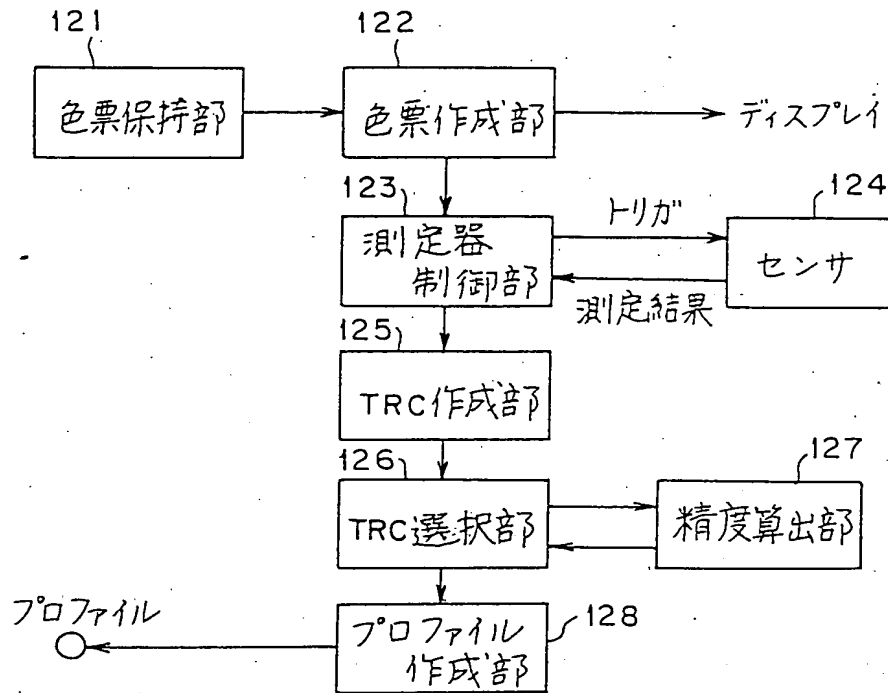 121
122
色票保持部
色票作成部
ディスプレイ
123
124
測定器
制御部
トリガ
測定結果
センサ
125
TRC作成部
126
127
TRC選択部
精度算出部
プロファイル
128
プロファイル
作成部